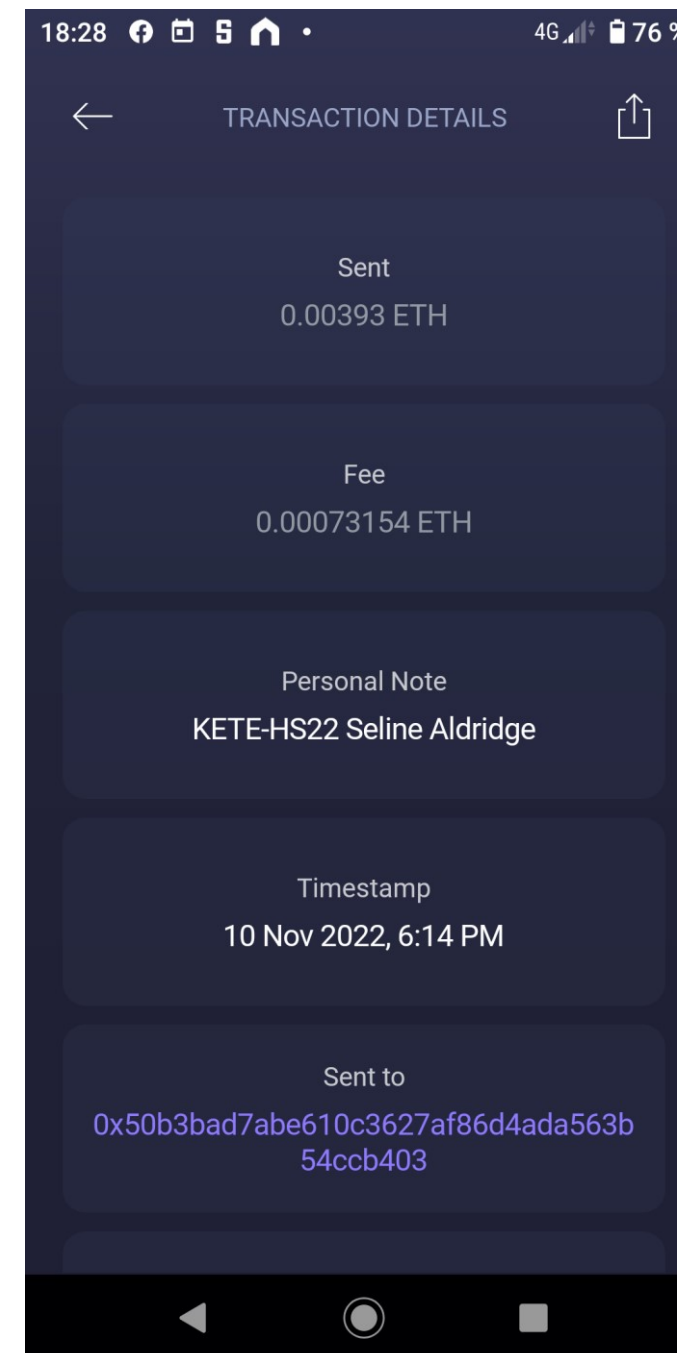 18:28 4G 76 %
TRANSACTION DETAILS
Sent
0.00393 ETH
Fee
0.00073154 ETH
Personal Note
KETE-HS22 Seline Aldridge
Timestamp
10 Nov 2022, 6:14 PM
Sent to
0x50b3bad7abe610c3627af86d4ada563b
54ccb403